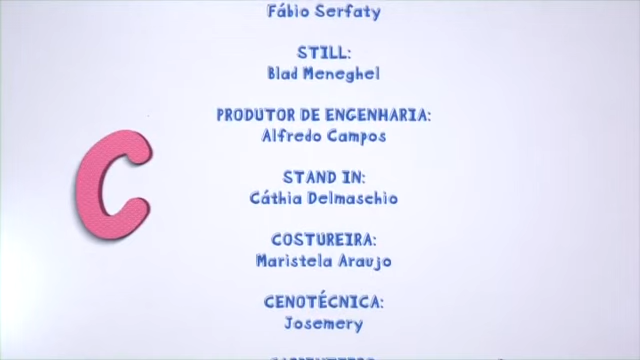 Fábio Serfaty
STILL:
Blad Meneghel
PRODUTOR DE ENGENHARIA:
Alfredo Campos
C
STAND IN:
Cáthia Delmaschio
COSTUREIRA:
Maristela Araujo
CENOTÉCNICA:
Josemery